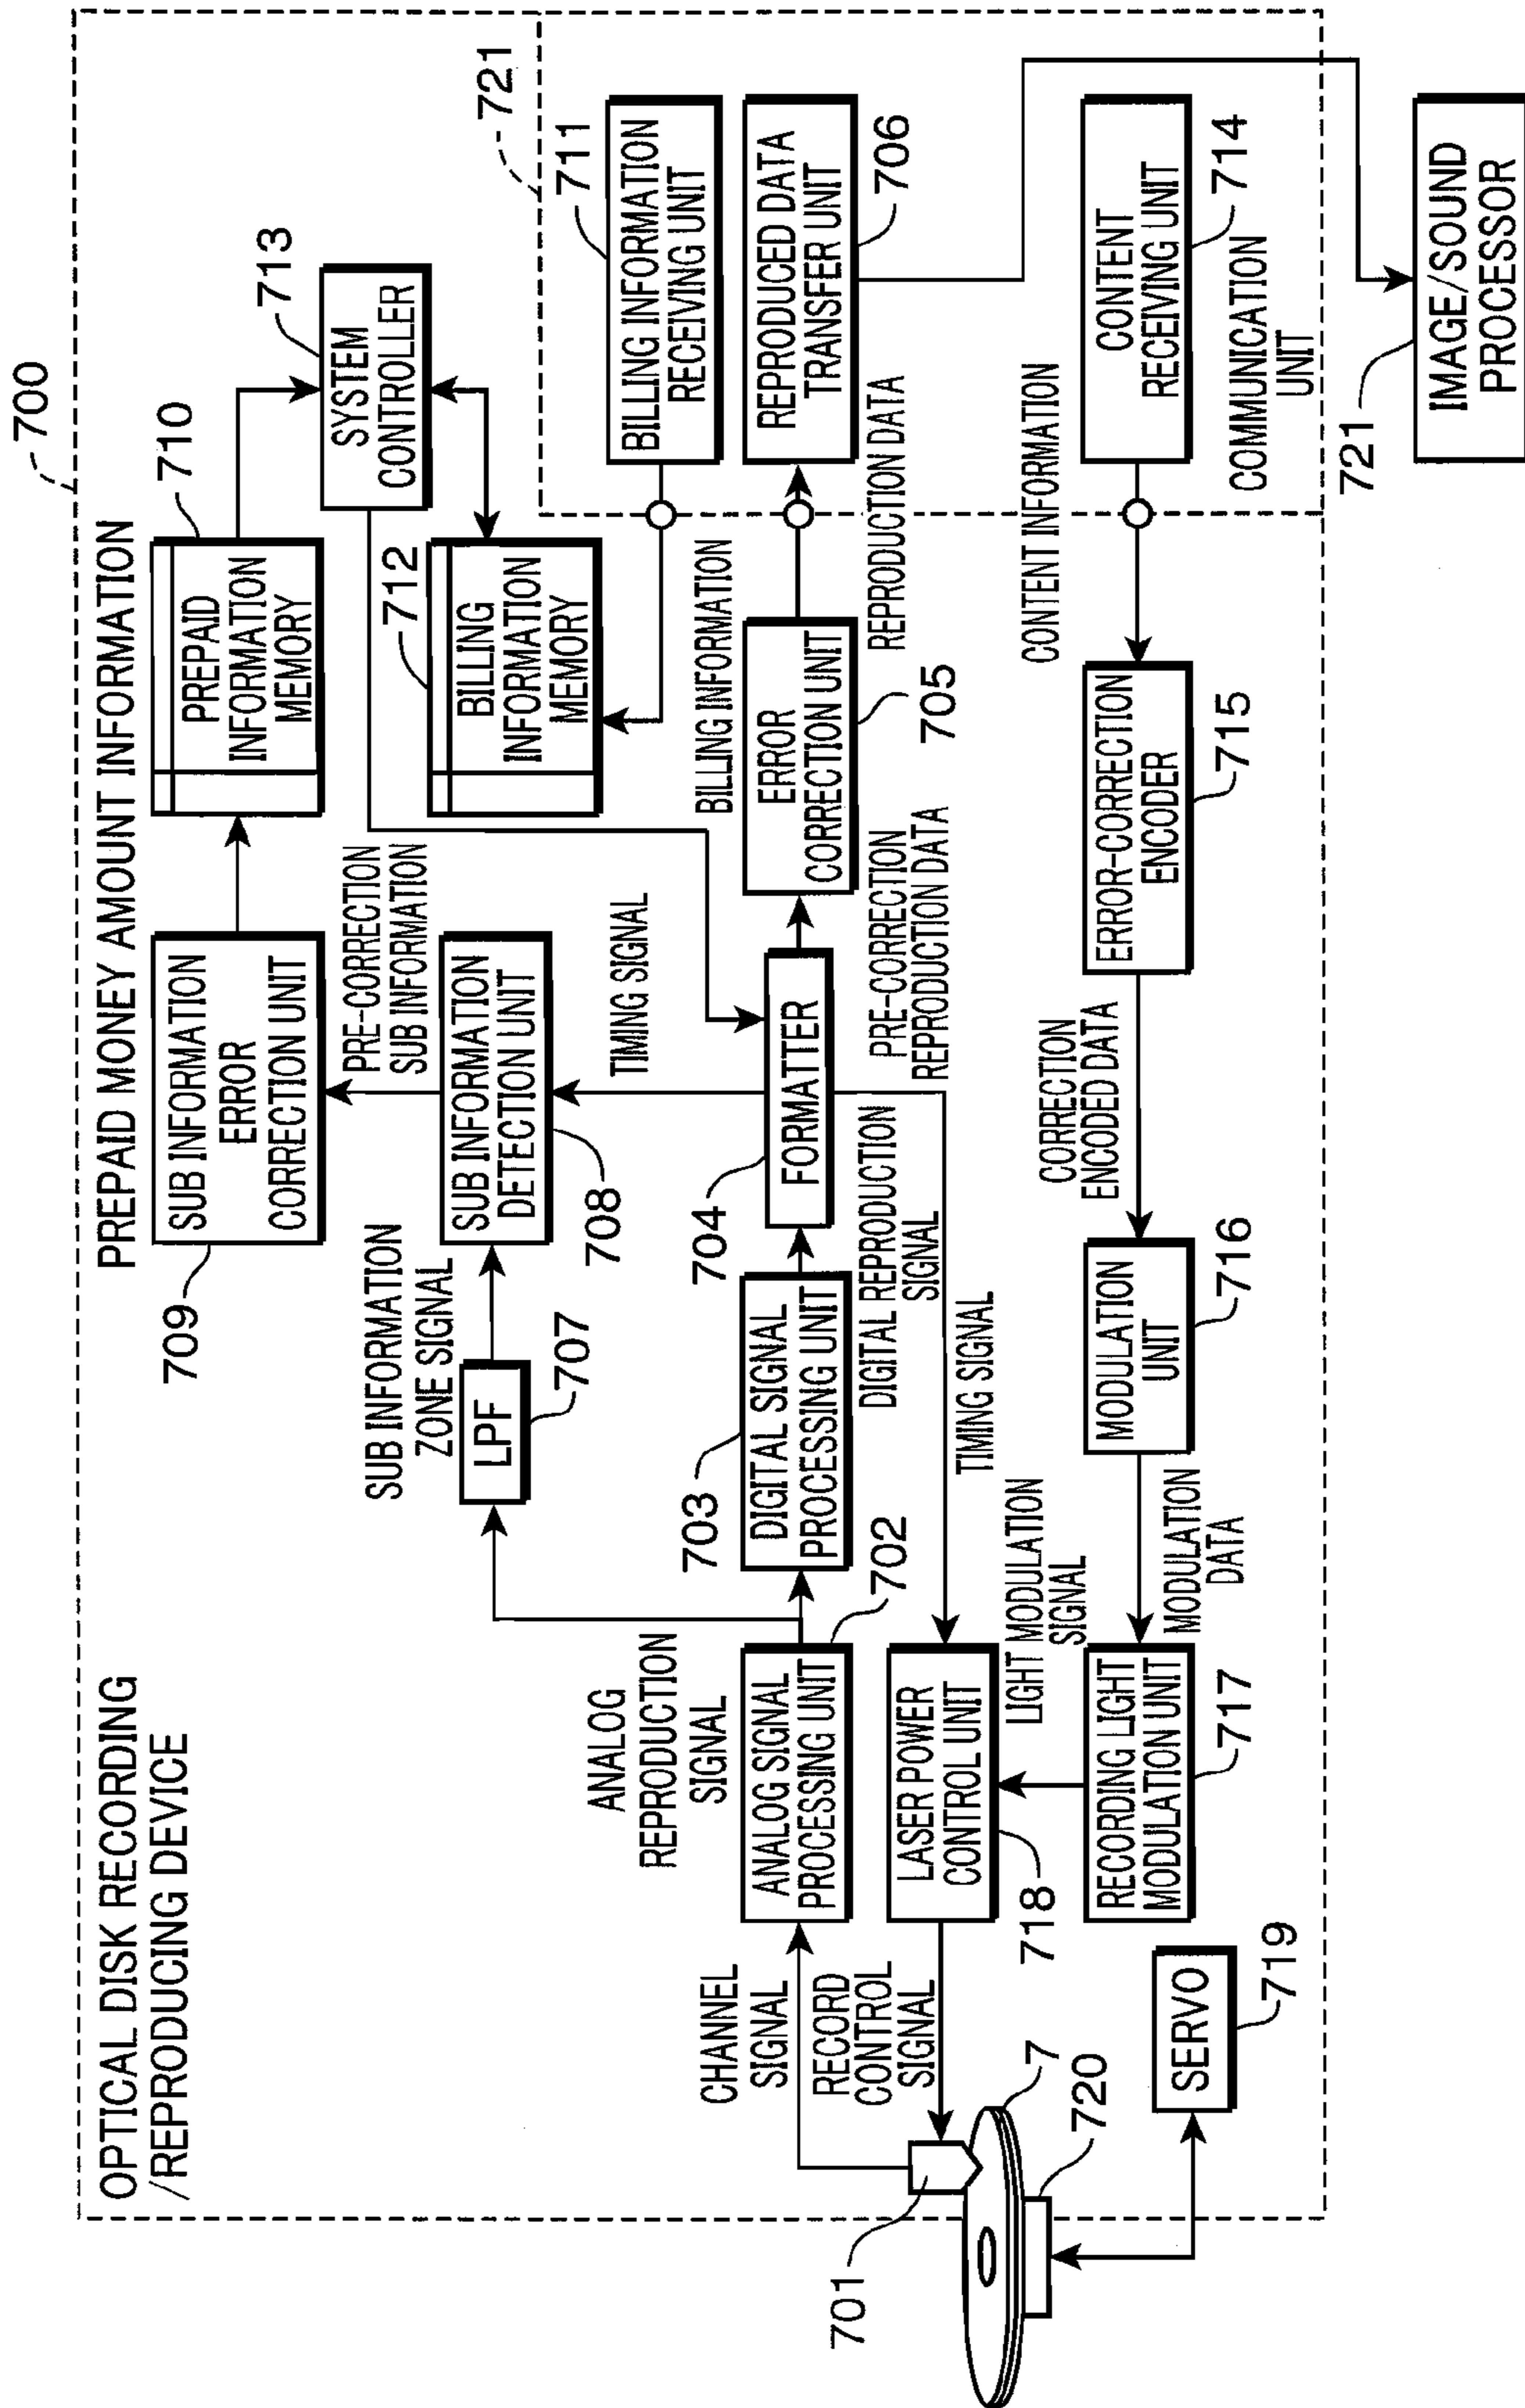 700
OPTICAL DISK RECORDING
/REPRODUCING DEVICE
PREPAID MONEY AMOUNT INFORMATION
709
SUB INFORMATION
ERROR
CORRECTION UNIT
710
PREPAID
INFORMATION
MEMORY
713
SYSTEM
CONTROLLER
721
PRE-CORRECTION
SUB INFORMATION
712
BILLING
INFORMATION
MEMORY
SUB INFORMATION
ZONE SIGNAL
LPF
707
SUB INFORMATION
DETECTION UNIT
708
TIMING SIGNAL
BILLING INFORMATION
711
BILLING INFORMATION
RECEIVING UNIT
ANALOG
REPRODUCTION
SIGNAL
CHANNEL
SIGNAL
ANALOG SIGNAL
PROCESSING UNIT
702
703
DIGITAL SIGNAL
PROCESSING UNIT
704
FORMATTER
DIGITAL REPRODUCTION
SIGNAL
PRE-CORRECTION
REPRODUCTION DATA
ERROR
CORRECTION UNIT
705
REPRODUCTION DATA
REPRODUCED DATA
TRANSFER UNIT
706
RECORD
CONTROL
SIGNAL
LASER POWER
CONTROL UNIT
718
LIGHT MODULATION
SIGNAL
TIMING SIGNAL
701
7
720
SERVO
719
RECORDING LIGHT
MODULATION UNIT
717
MODULATION
DATA
MODULATION
UNIT
716
CORRECTION
ENCODED DATA
ERROR-CORRECTION
ENCODER
715
CONTENT INFORMATION
CONTENT
RECEIVING UNIT
714
COMMUNICATION
UNIT
721
IMAGE/SOUND
PROCESSOR